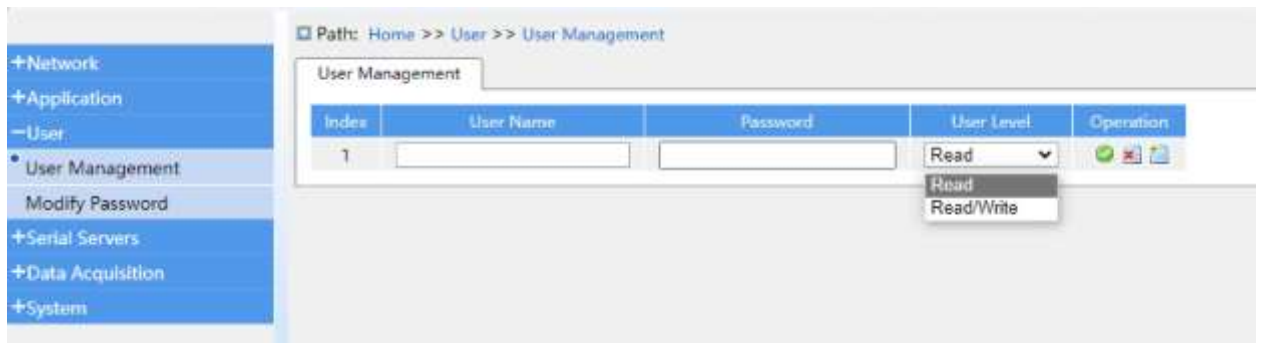 Path: Home >> User >> User Management
+Network
+Application
−User
User Management
Modify Password
+Serial Servers
+Data Acquisition
+System
User Management
Index User Name Password User Level Operation
1 Read
Read
Read/Write